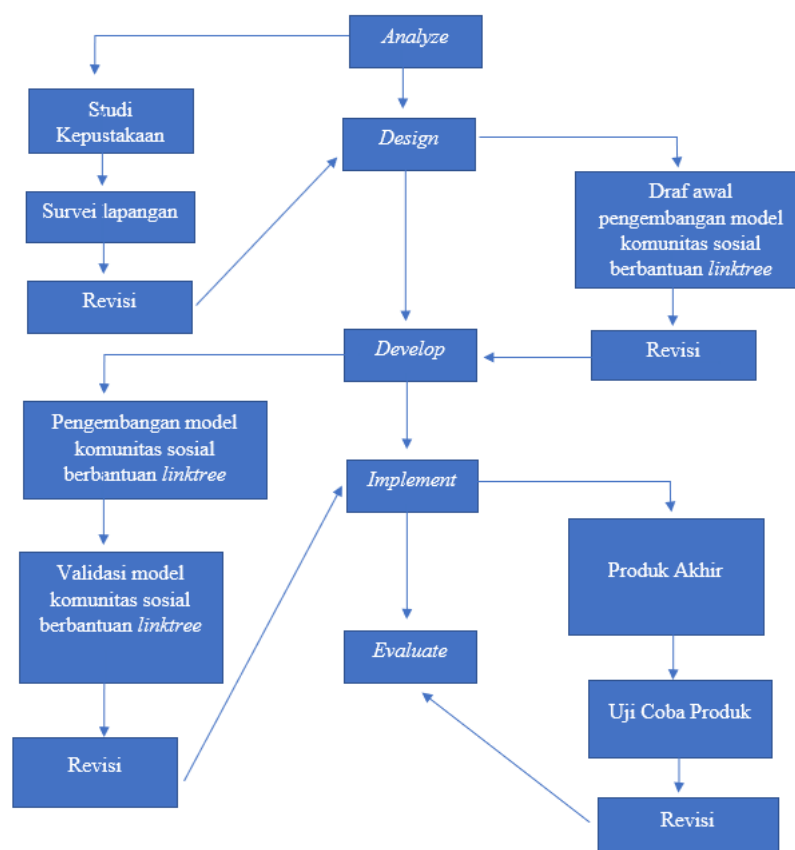 Analyze
Studi
Kepustakaan
Survei lapangan
Revisi
Design
Draf awal
pengembangan model
komunitas sosial
berbantuan linktree
Revisi
Develop
Pengembangan model
komunitas sosial
berbantuan linktree
Validasi model
komunitas sosial
berbantuan linktree
Revisi
Implement
Produk Akhir
Uji Coba Produk
Revisi
Evaluate